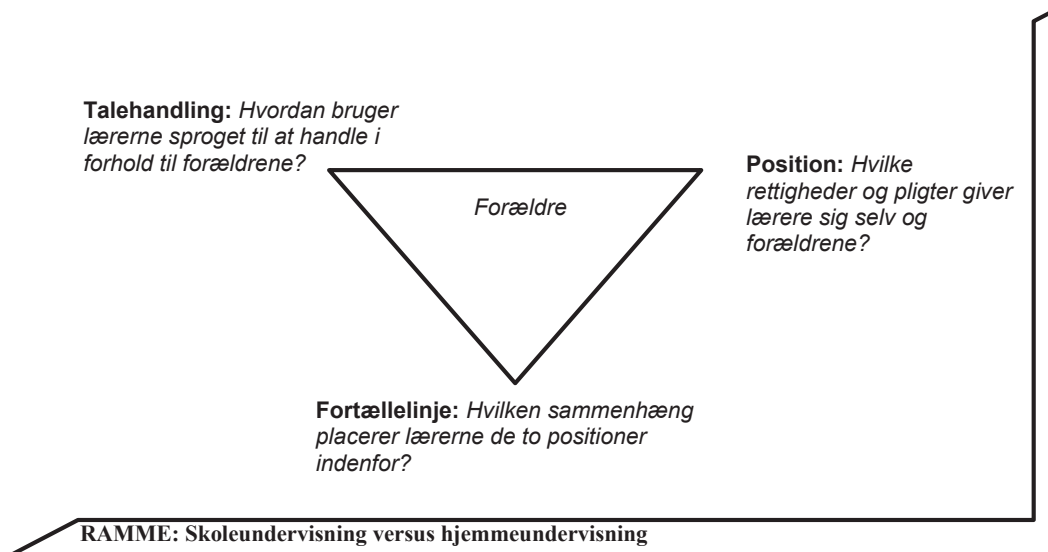 Talehandling: Hvordan bruger
lærerne sproget til at handle i
forhold til forældrene?
Forældre
Position: Hvilke
rettigheder og pligter giver
lærere sig selv og
forældrene?
Fortællelinje: Hvilken sammenhæng
placerer lærerne de to positioner
indenfor?
RAMME: Skoleundervisning versus hjemmeundervisning